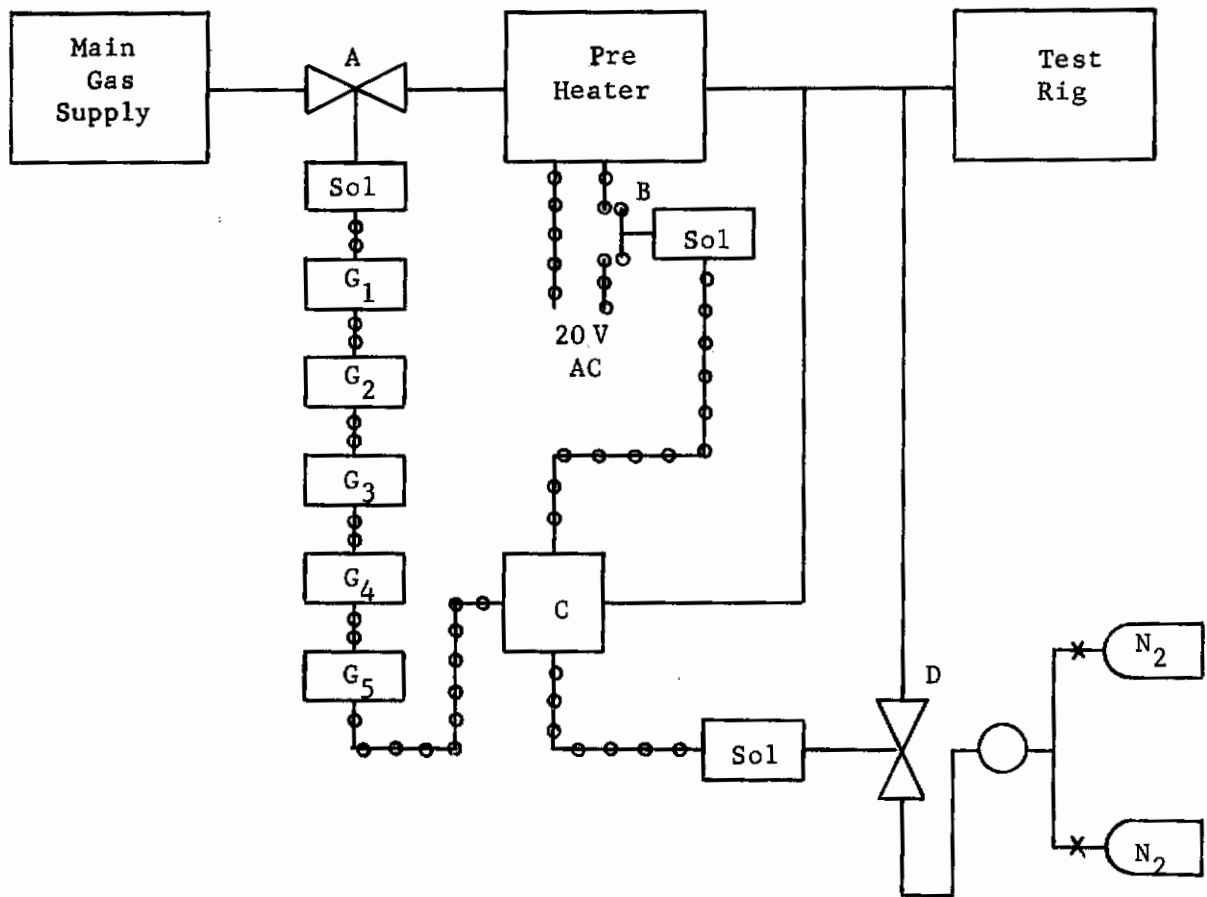 Main
Gas
Supply
A
Pre
Heater
Test
Rig
Sol
B
Sol
G1
20 V
AC
G2
G3
G4
C
G5
D
Sol
N2
N2